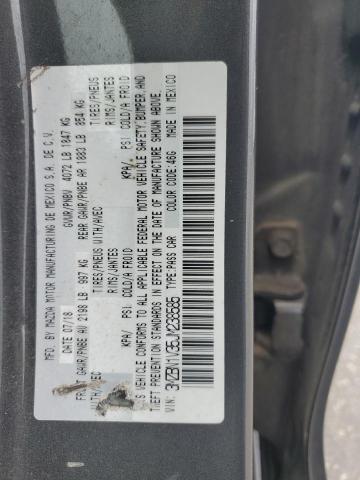 MFD. BY MAZDA MOTOR MANUFACTURING DE MEXICO S.A. DE C.V.
DATE 07/18 GVWR/PNBV 4072 LB 1847 KG
FRONT GAWR/PNBE AV 2198 LB 997 KG REAR GAWR/PNBE AR 1883 LB 854 KG
WITH/AVEC TIRES/PNEUS WITH/AVEC TIRES/PNEUS
RIMS/JANTES RIMS/JANTES
KPA/ PSI COLD/A FROID KPA/ PSI COLD/A FROID
THIS VEHICLE CONFORMS TO ALL APPLICABLE FEDERAL MOTOR VEHICLE SAFETY, BUMPER, AND
THEFT PREVENTION STANDARDS IN EFFECT ON THE DATE OF MANUFACTURE SHOWN ABOVE.
VIN: 3MZBN1V35JM238685 TYPE: PASS CAR COLOR CODE: 46G MADE IN MEXICO